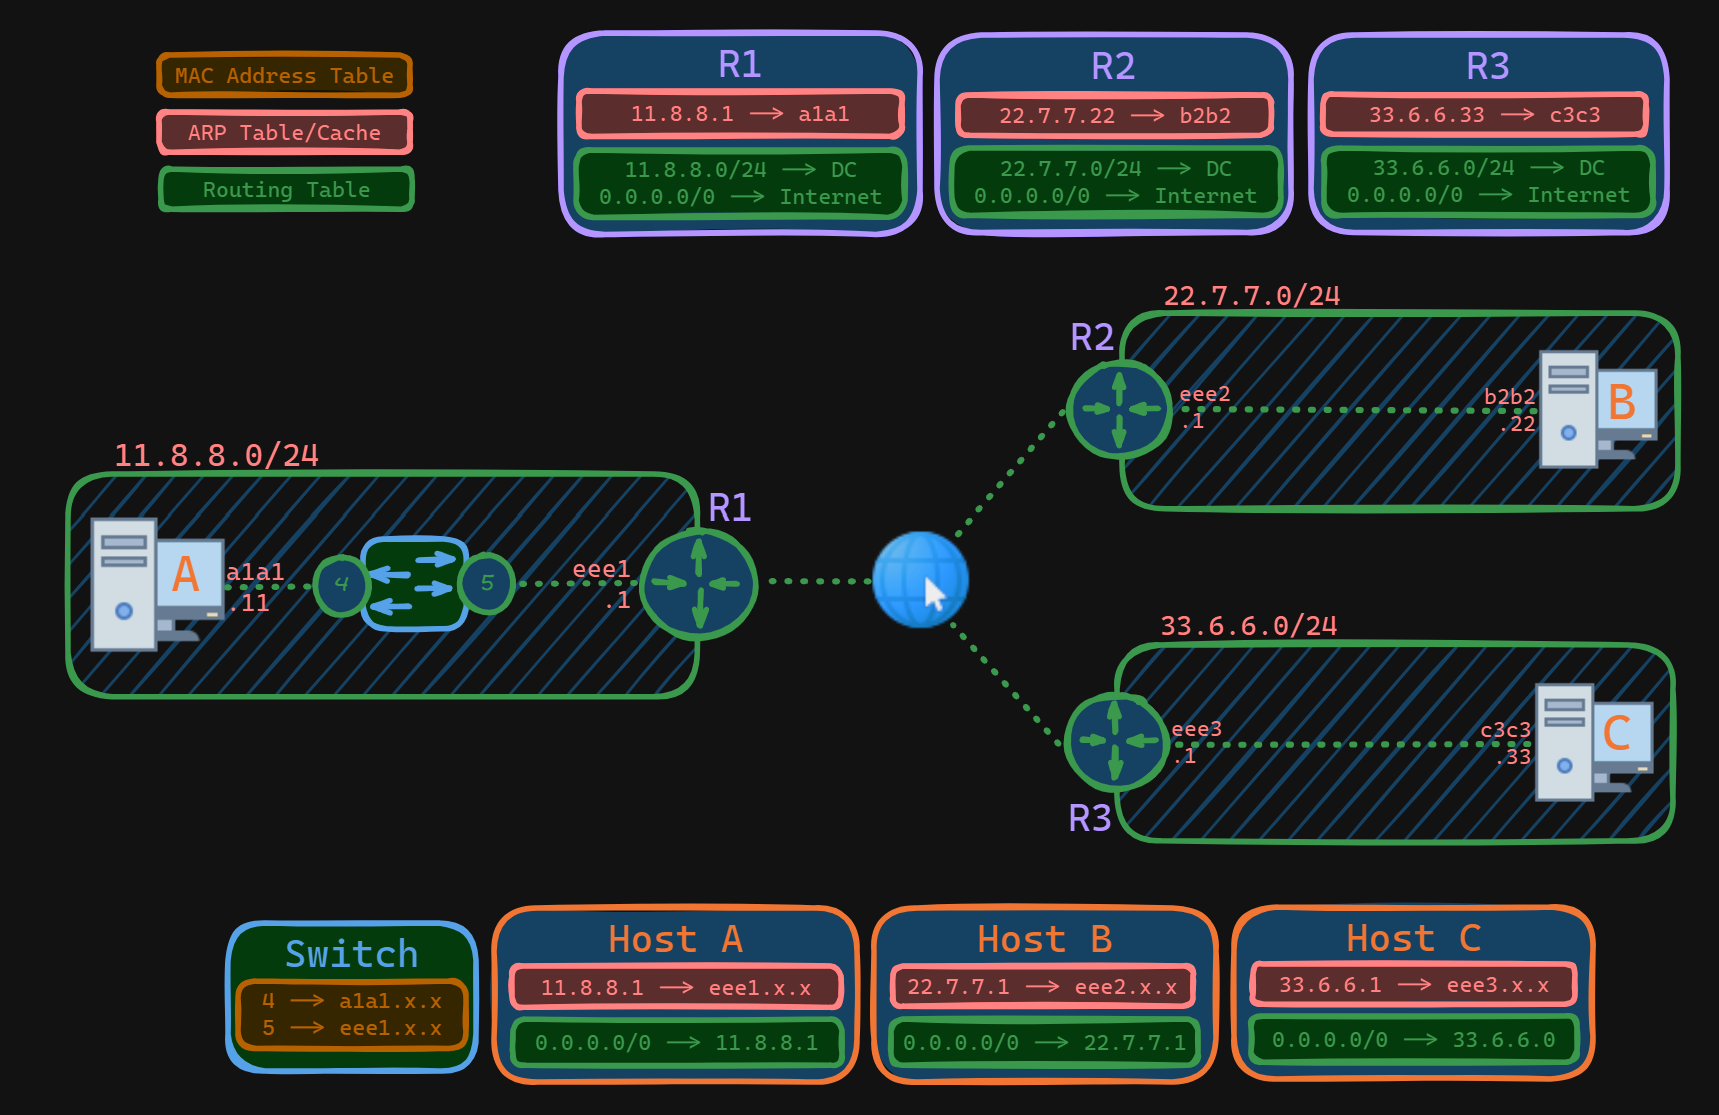 MAC Address Table
ARP Table/Cache
Routing Table
R1
11.8.8.1 → a1a1
11.8.8.0/24 → DC
0.0.0.0/0 → Internet
R2
22.7.7.22 → b2b2
22.7.7.0/24 → DC
0.0.0.0/0 → Internet
R3
33.6.6.33 → c3c3
33.6.6.0/24 → DC
0.0.0.0/0 → Internet
11.8.8.0/24
A
a1a1
.11
4
5
eee1
.1
R1
22.7.7.0/24
R2
eee2
.1
b2b2
.22
B
33.6.6.0/24
R3
eee3
.1
c3c3
.33
C
Switch
4 → a1a1.x.x
5 → eee1.x.x
Host A
11.8.8.1 → eee1.x.x
0.0.0.0/0 → 11.8.8.1
Host B
22.7.7.1 → eee2.x.x
0.0.0.0/0 → 22.7.7.1
Host C
33.6.6.1 → eee3.x.x
0.0.0.0/0 → 33.6.6.0